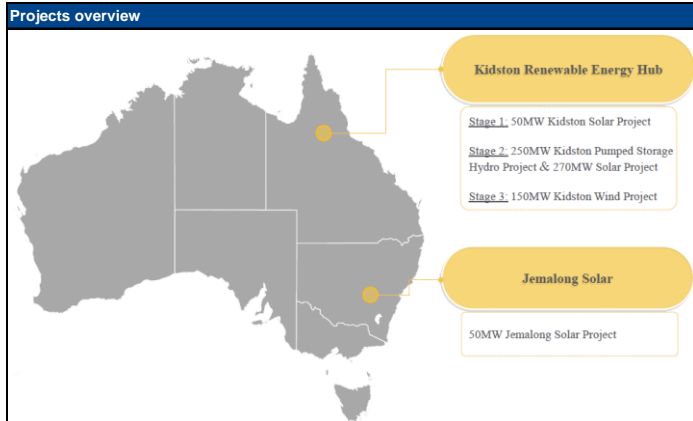 Projects overview
Kidston Renewable Energy Hub
Stage 1: 50MW Kidston Solar Project
Stage 2: 250MW Kidston Pumped Storage
Hydro Project & 270MW Solar Project
Stage 3: 150MW Kidston Wind Project
Jemalong Solar
50MW Jemalong Solar Project